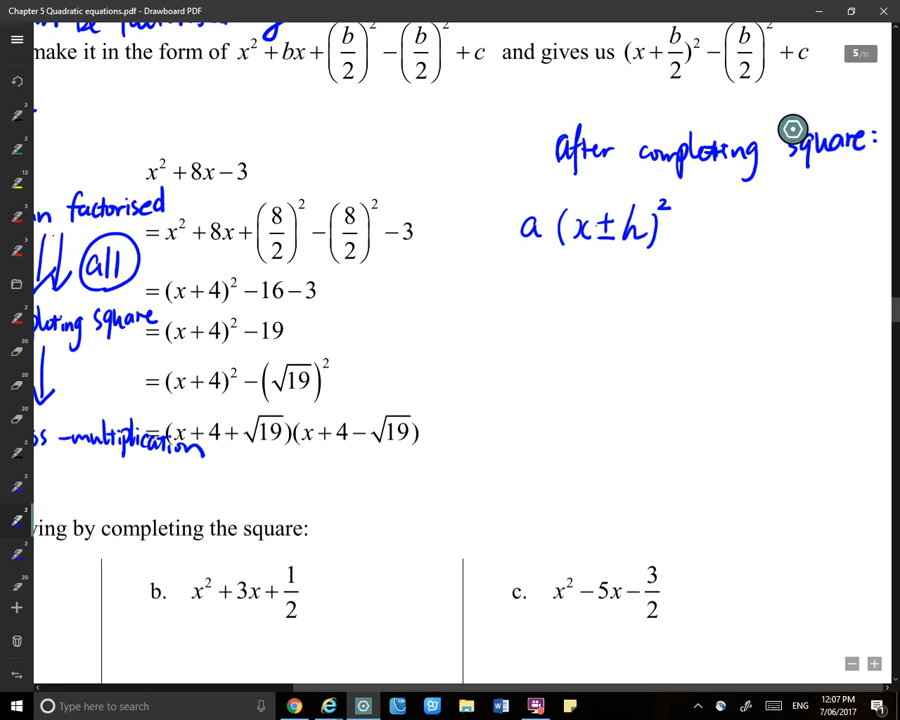 Chapter 5 Quadratic equations.pdf - Drawboard PDF
make it in the form of x² + bx + (b/2)² − (b/2)² + c and gives us (x + b/2)² − (b/2)² + c
5/
After completing square:
x² + 8x − 3
factorised
= x² + 8x + (8/2)² − (8/2)² − 3
a (x ± h)²
all
= (x + 4)² − 16 − 3
square
= (x + 4)² − 19
= (x + 4)² − (√19)²
-multiplication
= (x + 4 + √19)(x + 4 − √19)
ving by completing the square:
b. x² + 3x + 1/2
c. x² − 5x − 3/2
Type here to search
ENG
12:07 PM
7/06/2017